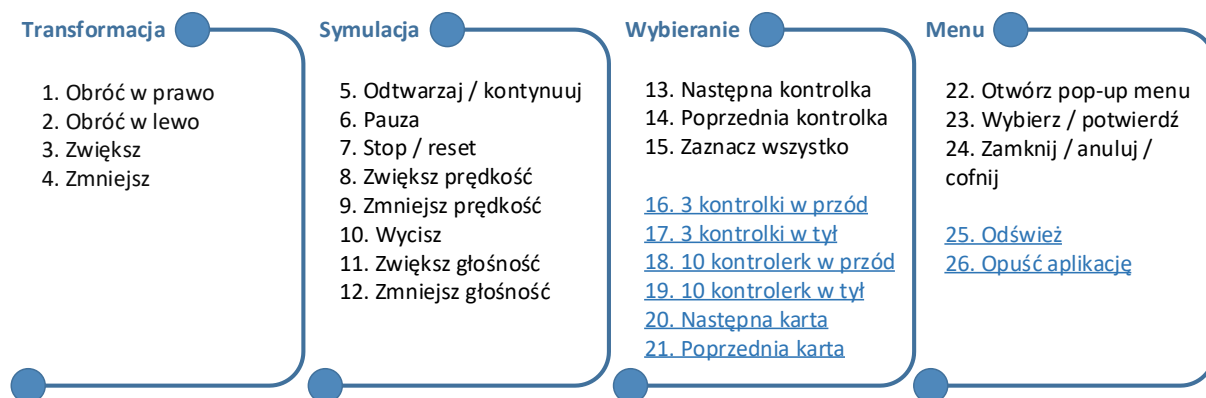 Transformacja
1. Obróć w prawo
2. Obróć w lewo
3. Zwiększ
4. Zmniejsz
Symulacja
5. Odtwarzaj / kontynuuj
6. Pauza
7. Stop / reset
8. Zwiększ prędkość
9. Zmniejsz prędkość
10. Wycisz
11. Zwiększ głośność
12. Zmniejsz głośność
Wybieranie
13. Następna kontrolka
14. Poprzednia kontrolka
15. Zaznacz wszystko
16. 3 kontrolki w przód
17. 3 kontrolki w tył
18. 10 kontrolerk w przód
19. 10 kontrolerk w tył
20. Następna karta
21. Poprzednia karta
Menu
22. Otwórz pop-up menu
23. Wybierz / potwierdź
24. Zamknij / anuluj /
cofnij
25. Odśwież
26. Opuść aplikację